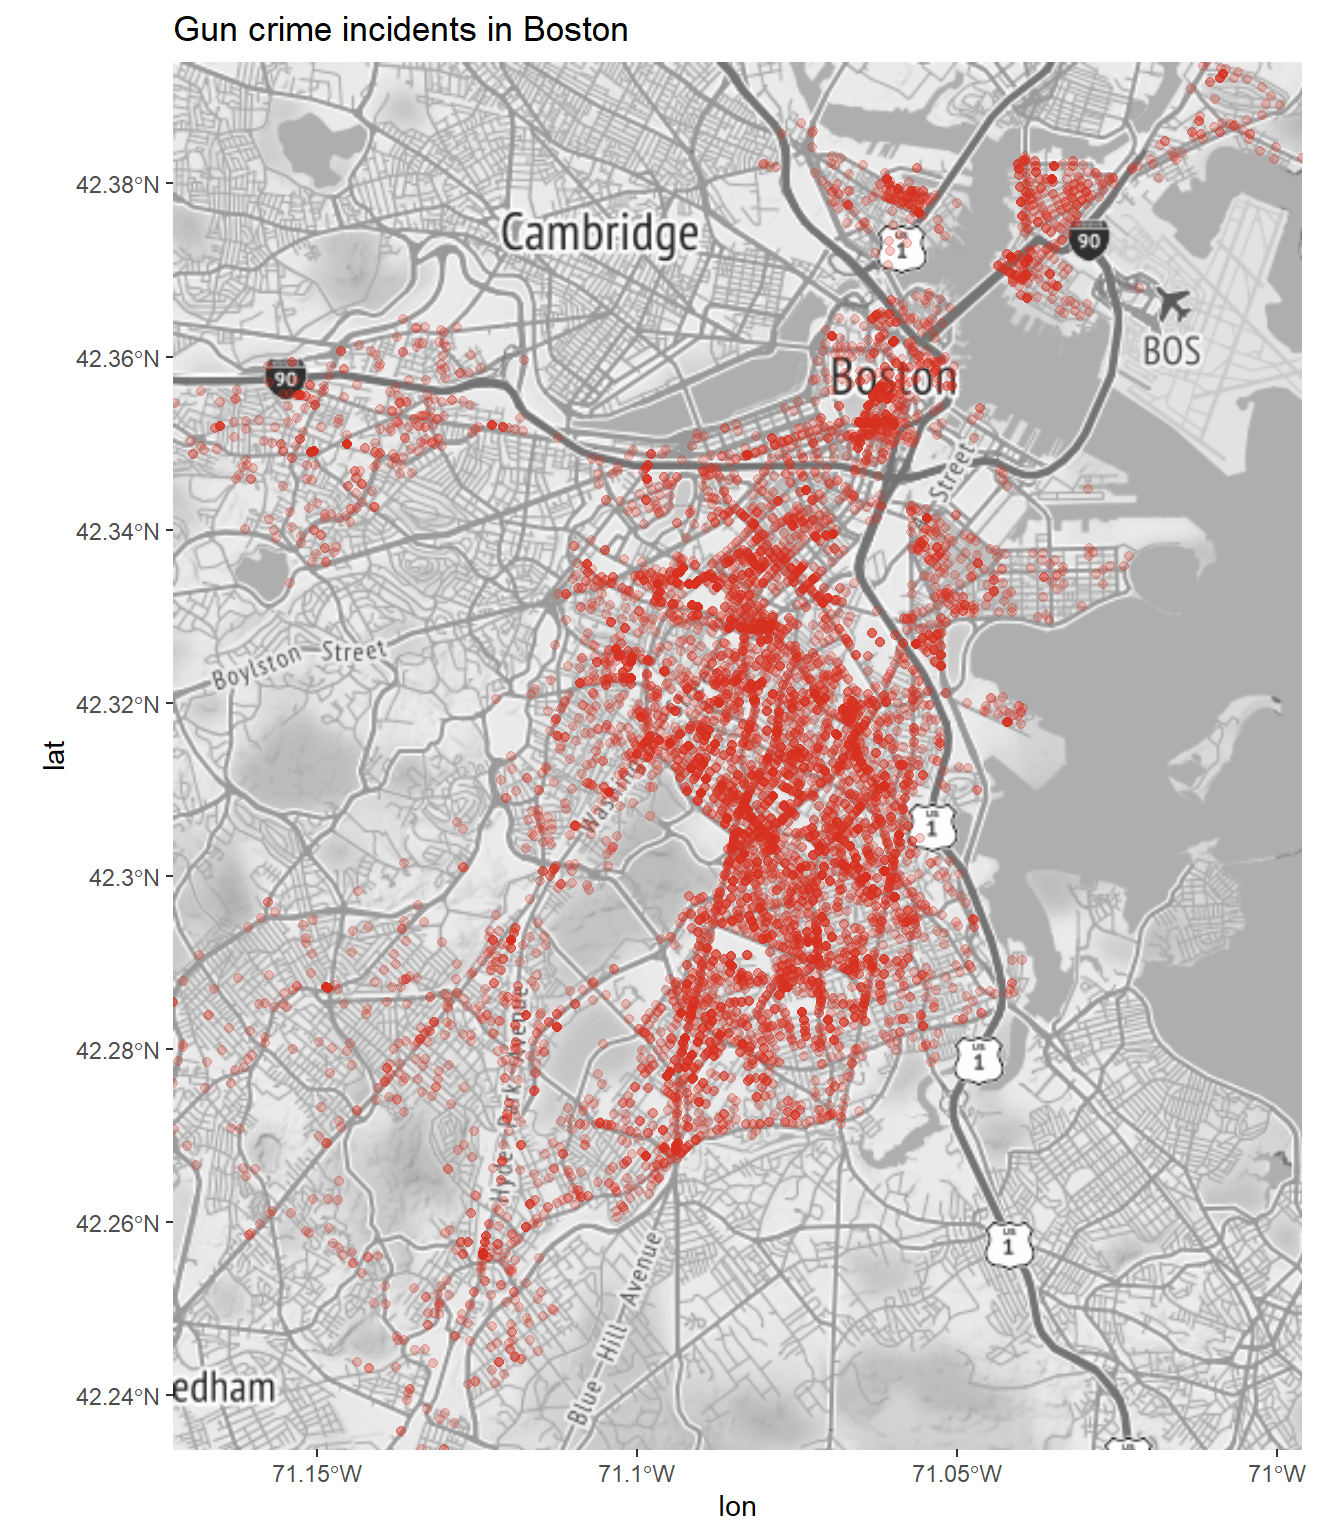 Gun crime incidents in Boston
42.38°N
Cambridge
1
90
42.36°N
BOS
90
Boston
Street
42.34°N
Boylston Street
42.32°N
lat
1
42.3°N
42.28°N
1
Hyde Park Avenue
42.26°N
1
Blue Hill Avenue
42.24°N
edham
71.15°W
71.1°W
71.05°W
71°W
lon